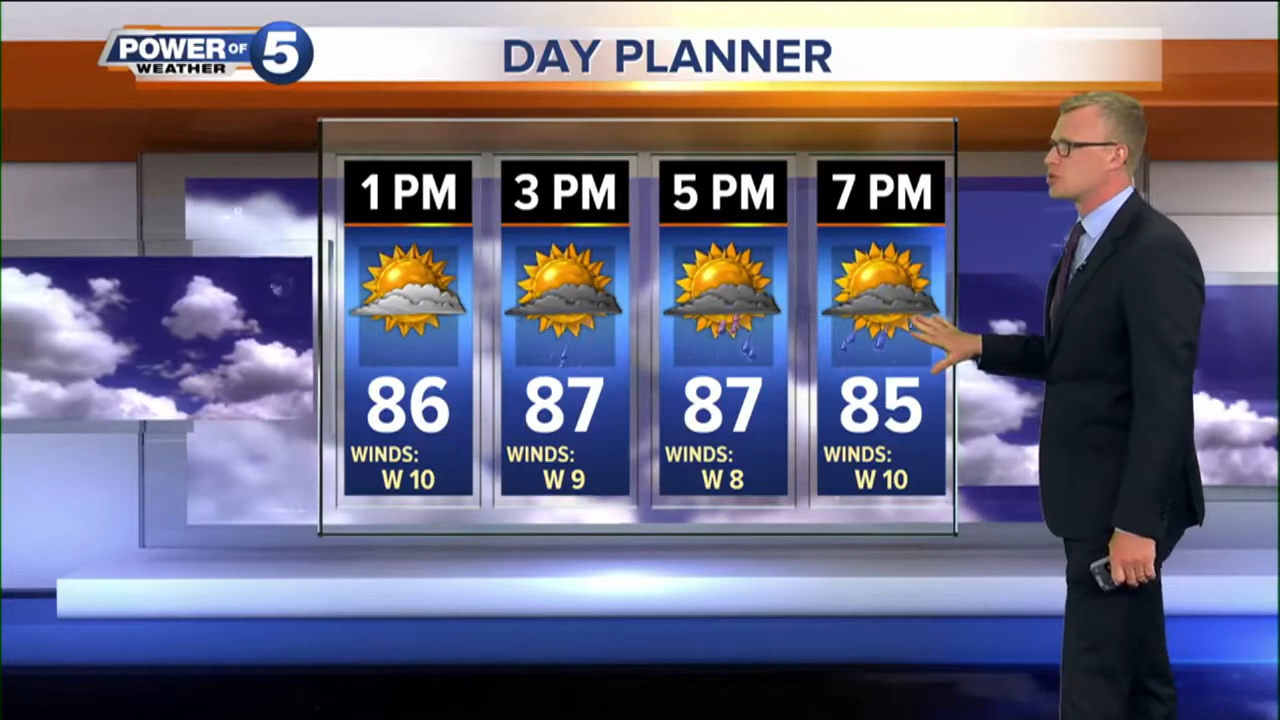 POWER OF 5
WEATHER
DAY PLANNER
1 PM
3 PM
5 PM
7 PM
86
87
87
85
WINDS:
W 10
WINDS:
W 9
WINDS:
W 8
WINDS:
W 10